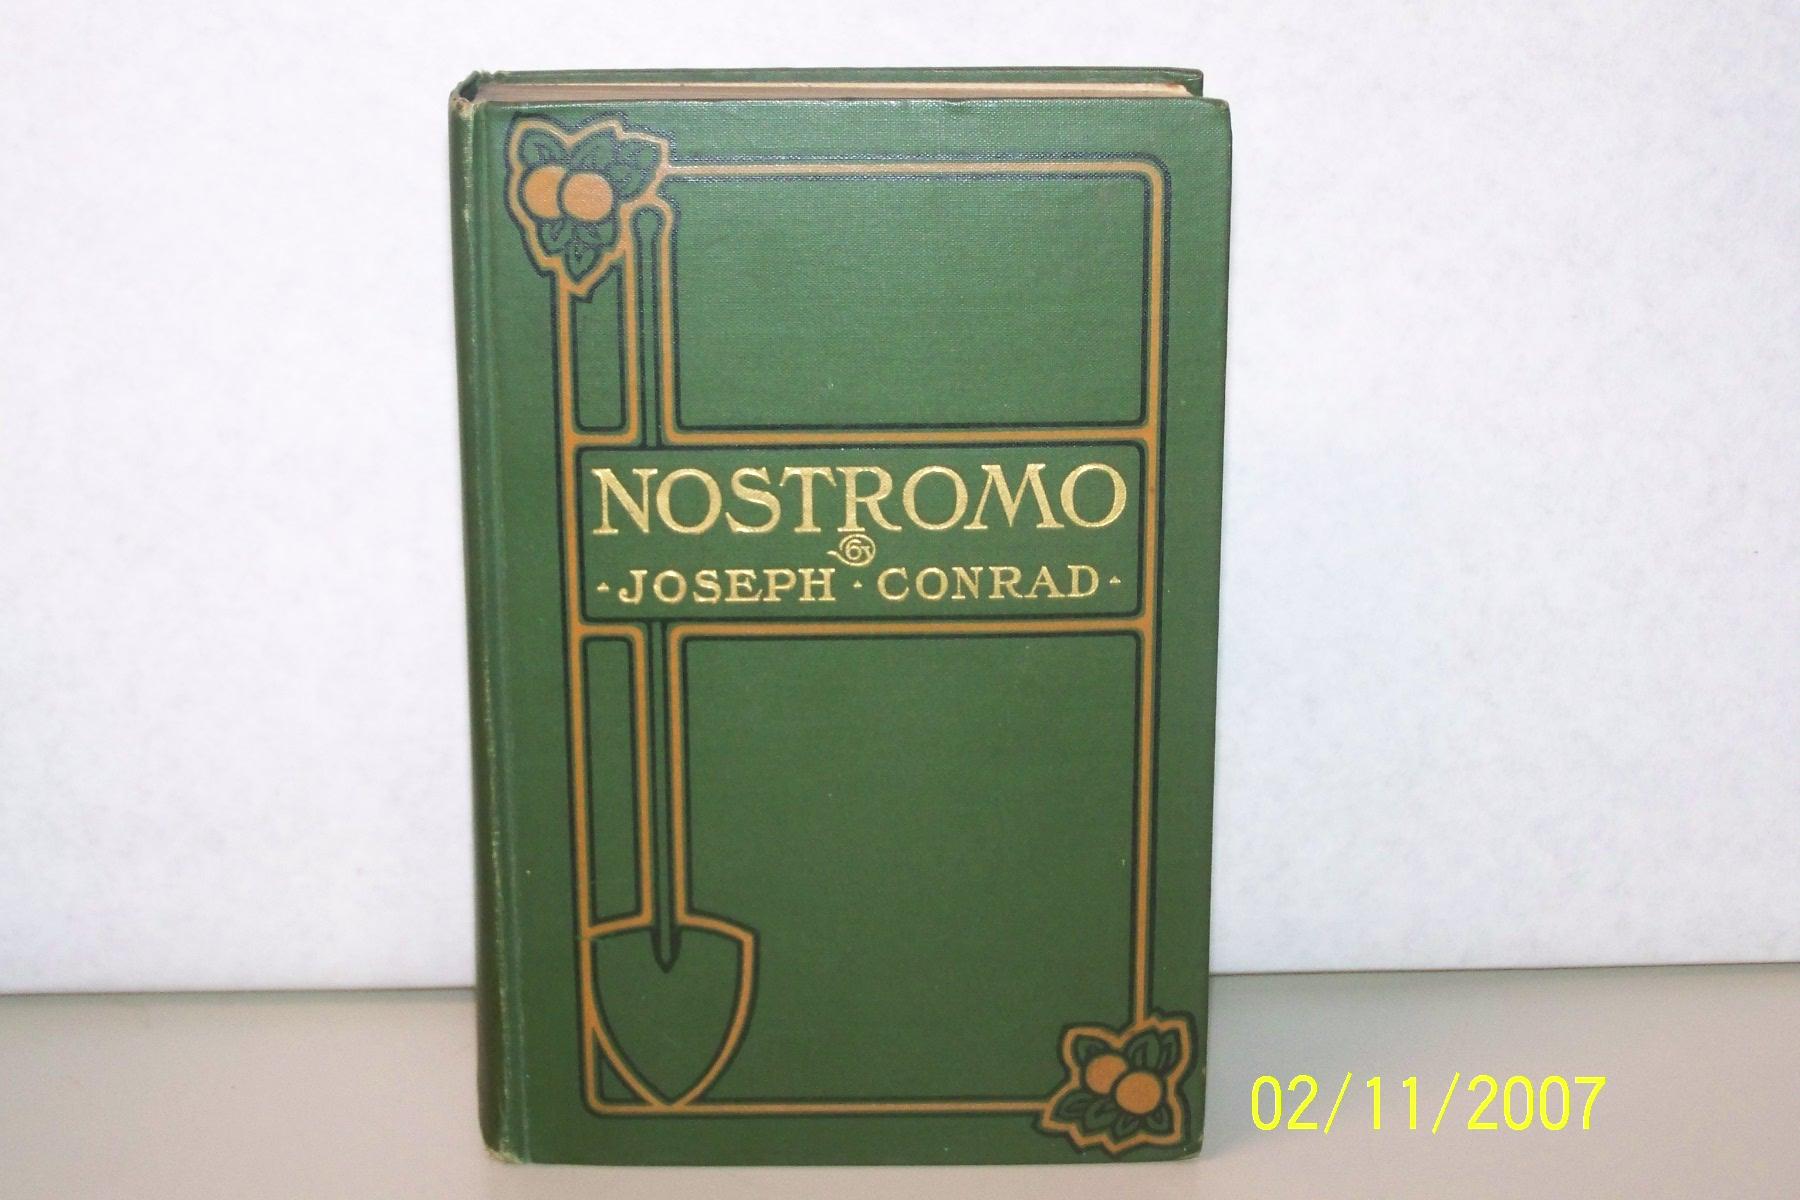 NOSTROMO
by
·JOSEPH·CONRAD·
02/11/2007